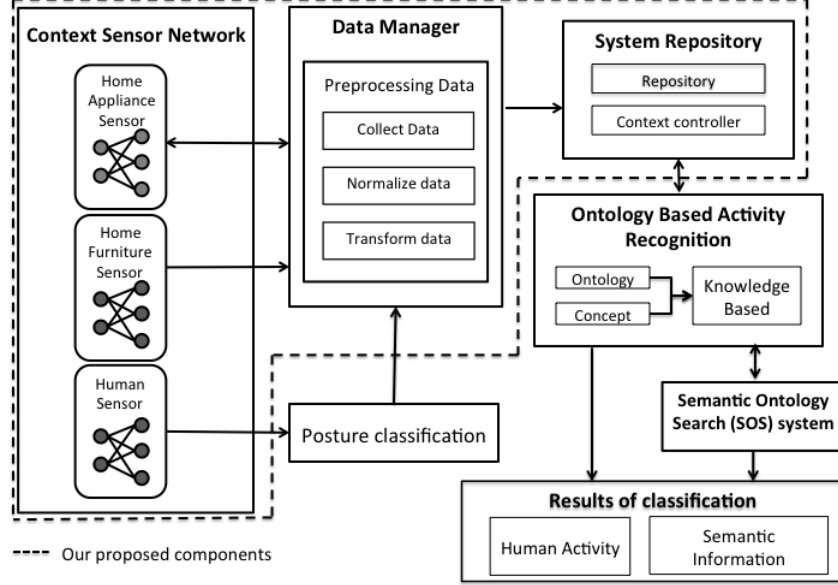 Context Sensor Network
Home
Appliance
Sensor
Home
Furniture
Sensor
Human
Sensor
Data Manager
Preprocessing Data
Collect Data
Normalize data
Transform data
Posture classification
System Repository
Repository
Context controller
Ontology Based Activity
Recognition
Ontology
Concept
Knowledge
Based
Semantic Ontology
Search (SOS) system
Results of classification
Human Activity
Semantic
Information
Our proposed components